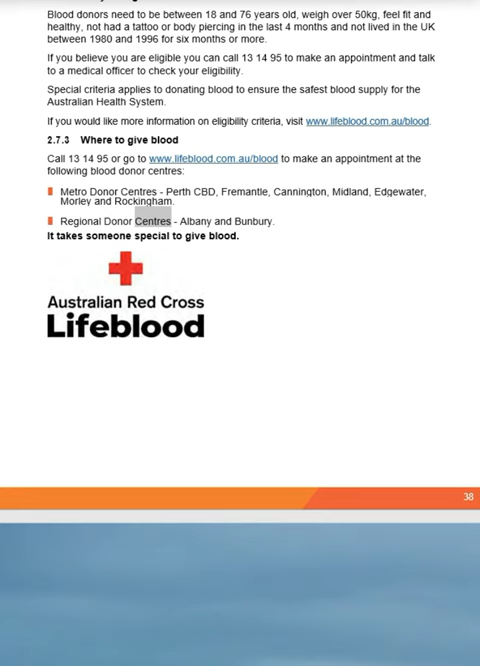 Blood donors need to be between 18 and 76 years old, weigh over 50kg, feel fit and
healthy, not had a tattoo or body piercing in the last 4 months and not lived in the UK
between 1980 and 1996 for six months or more.
If you believe you are eligible you can call 13 14 95 to make an appointment and talk
to a medical officer to check your eligibility.
Special criteria applies to donating blood to ensure the safest blood supply for the
Australian Health System.
If you would like more information on eligibility criteria, visit www.lifeblood.com.au/blood.
2.7.3 Where to give blood
Call 13 14 95 or go to www.lifeblood.com.au/blood to make an appointment at the
following blood donor centres:
Metro Donor Centres - Perth CBD, Fremantle, Cannington, Midland, Edgewater,
Morley and Rockingham.
Regional Donor Centres - Albany and Bunbury.
It takes someone special to give blood.
Australian Red Cross
Lifeblood
38